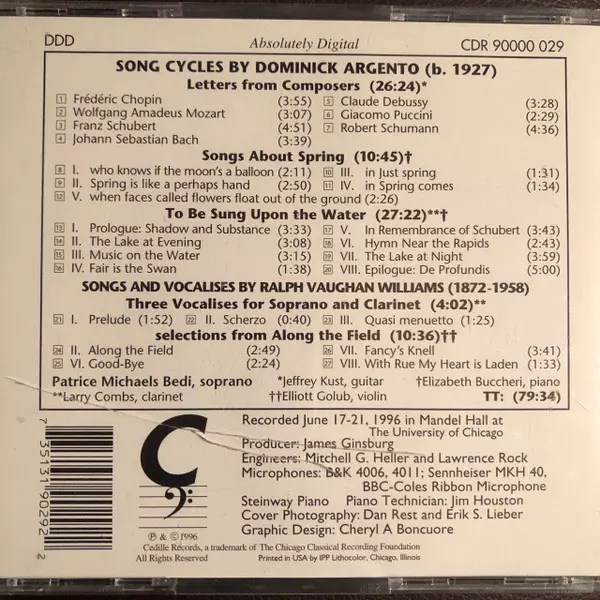 DDD Absolutely Digital CDR 90000 029
SONG CYCLES BY DOMINICK ARGENTO (b. 1927)
Letters from Composers (26:24)*
1 Frédéric Chopin (3:55) 5 Claude Debussy (3:28)
2 Wolfgang Amadeus Mozart (3:07) 6 Giacomo Puccini (2:29)
3 Franz Schubert (4:51) 7 Robert Schumann (4:36)
4 Johann Sebastian Bach (3:39)
Songs About Spring (10:45)†
8 I. who knows if the moon's a balloon (2:11) 10 III. in Just spring (1:31)
9 II. Spring is like a perhaps hand (2:50) 11 IV. in Spring comes (1:34)
12 V. when faces called flowers float out of the ground (2:26)
To Be Sung Upon the Water (27:22)**†
13 I. Prologue: Shadow and Substance (3:33) 17 V. In Remembrance of Schubert (3:43)
14 II. The Lake at Evening (3:08) 18 VI. Hymn Near the Rapids (2:43)
15 III. Music on the Water (3:15) 19 VII. The Lake at Night (3:59)
16 IV. Fair is the Swan (1:38) 20 VIII. Epilogue: De Profundis (5:00)
SONGS AND VOCALISES BY RALPH VAUGHAN WILLIAMS (1872-1958)
Three Vocalises for Soprano and Clarinet (4:02)**
21 I. Prelude (1:52) 22 II. Scherzo (0:40) 23 III. Quasi menuetto (1:25)
selections from Along the Field (10:36)††
24 II. Along the Field (2:49) 26 VII. Fancy's Knell (3:41)
25 VI. Good-Bye (2:24) 27 VIII. With Rue My Heart is Laden (1:33)
Patrice Michaels Bedi, soprano *Jeffrey Kust, guitar †Elizabeth Buccheri, piano
**Larry Combs, clarinet ††Elliott Golub, violin TT: (79:34)
Recorded June 17-21, 1996 in Mandel Hall at
The University of Chicago
Producer: James Ginsburg
Engineers: Mitchell G. Heller and Lawrence Rock
Microphones: B&K 4006, 4011; Sennheiser MKH 40,
BBC-Coles Ribbon Microphone
Steinway Piano Piano Technician: Jim Houston
Cover Photography: Dan Rest and Erik S. Lieber
Graphic Design: Cheryl A Boncuore
7 35131 90292 2
℗ & © 1996
Cedille Records, a trademark of The Chicago Classical Recording Foundation
All Rights Reserved Printed in USA by IPP Lithocolor, Chicago, Illinois